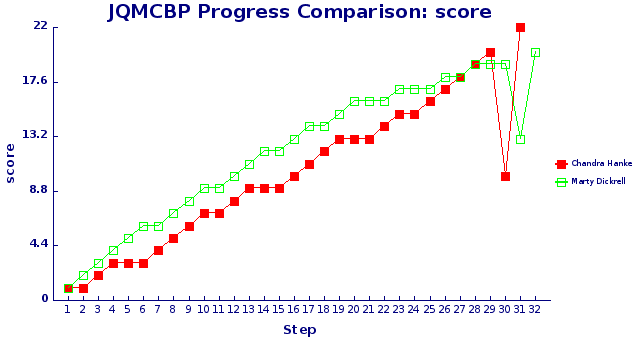 JQMCBP Progress Comparison: score
22
17.6
13.2
8.8
4.4
0
score
1 2 3 4 5 6 7 8 9 10 11 12 13 14 15 16 17 18 19 20 21 22 23 24 25 26 27 28 29 30 31 32
Step
Chandra Hanke
Marty Dickrell